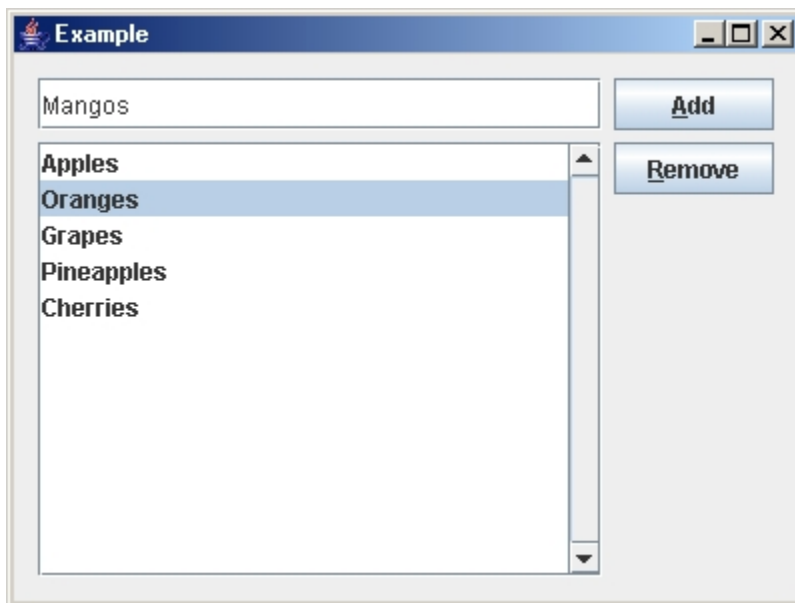 Example
Mangos
Add
Apples
Remove
Oranges
Grapes
Pineapples
Cherries